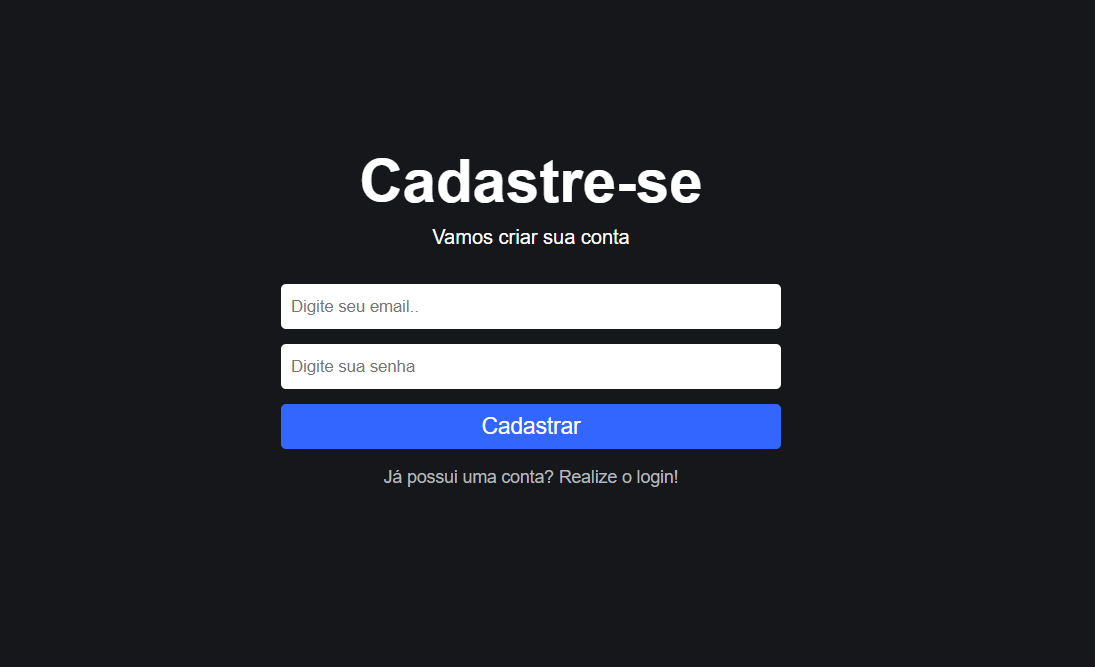 Cadastre-se
Vamos criar sua conta
Digite seu email..
Digite sua senha
Cadastrar
Já possui uma conta? Realize o login!